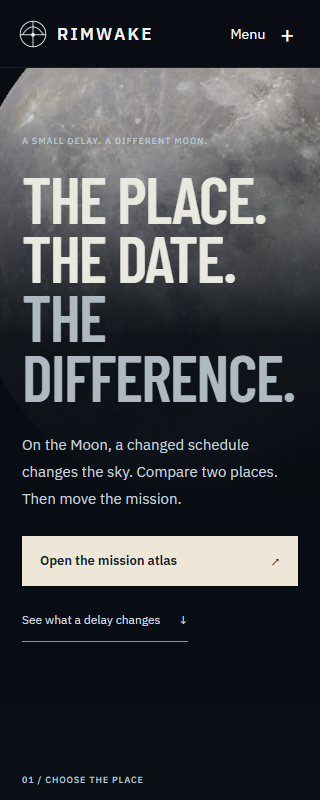 RIMWAKE
Menu +
A SMALL DELAY. A DIFFERENT MOON.
THE PLACE.
THE DATE.
THE
DIFFERENCE.
On the Moon, a changed schedule
changes the sky. Compare two places.
Then move the mission.
Open the mission atlas ↗
See what a delay changes ↓
01 / CHOOSE THE PLACE